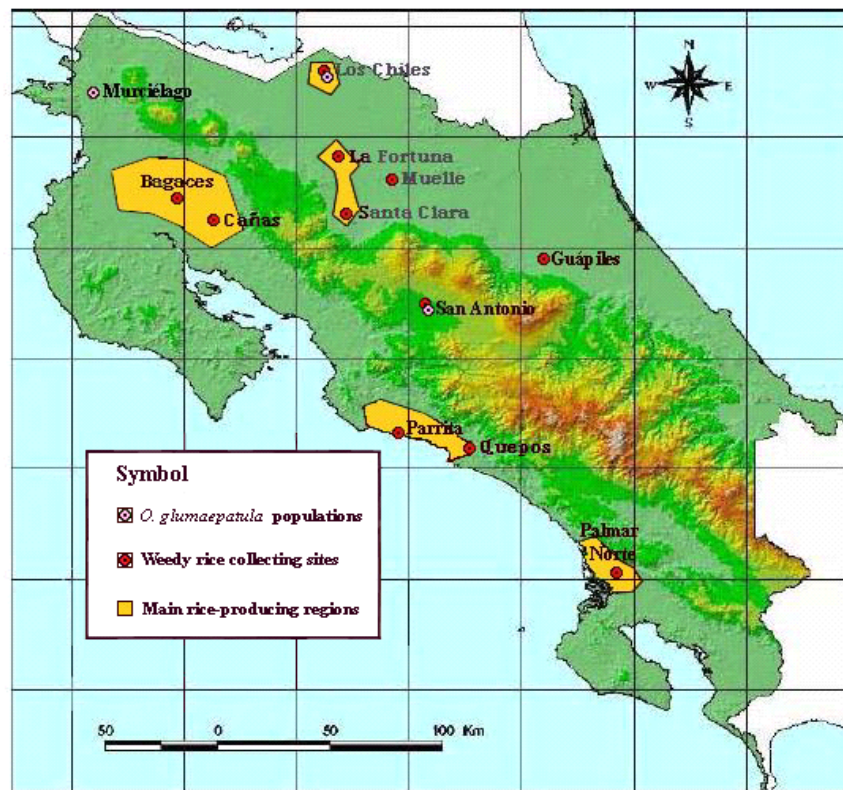 N
W E
S
Los Chiles
Murciélago
La Fortuna
Muelle
Bagaces
Santa Clara
Cañas
Guápiles
San Antonio
Parrita
Quepos
Symbol
O. glumaepatula populations
Weedy rice collecting sites
Main rice-producing regions
Palmar
Norte
50 0 50 100 Km